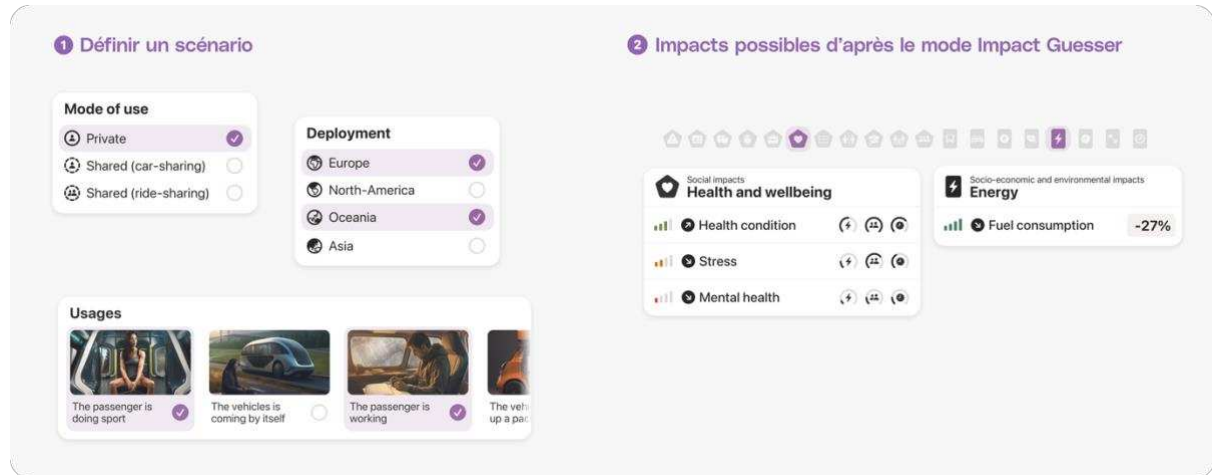 1 Définir un scénario
Mode of use
Private
Shared (car-sharing)
Shared (ride-sharing)
Deployment
Europe
North-America
Oceania
Asia
Usages
The passenger is
doing sport
The vehicles is
coming by itself
The passenger is
working
The veh
up a pac
2 Impacts possibles d'après le mode Impact Guesser
Social impacts
Health and wellbeing
Health condition
Stress
Mental health
Socio-economic and environmental impacts
Energy
Fuel consumption
-27%